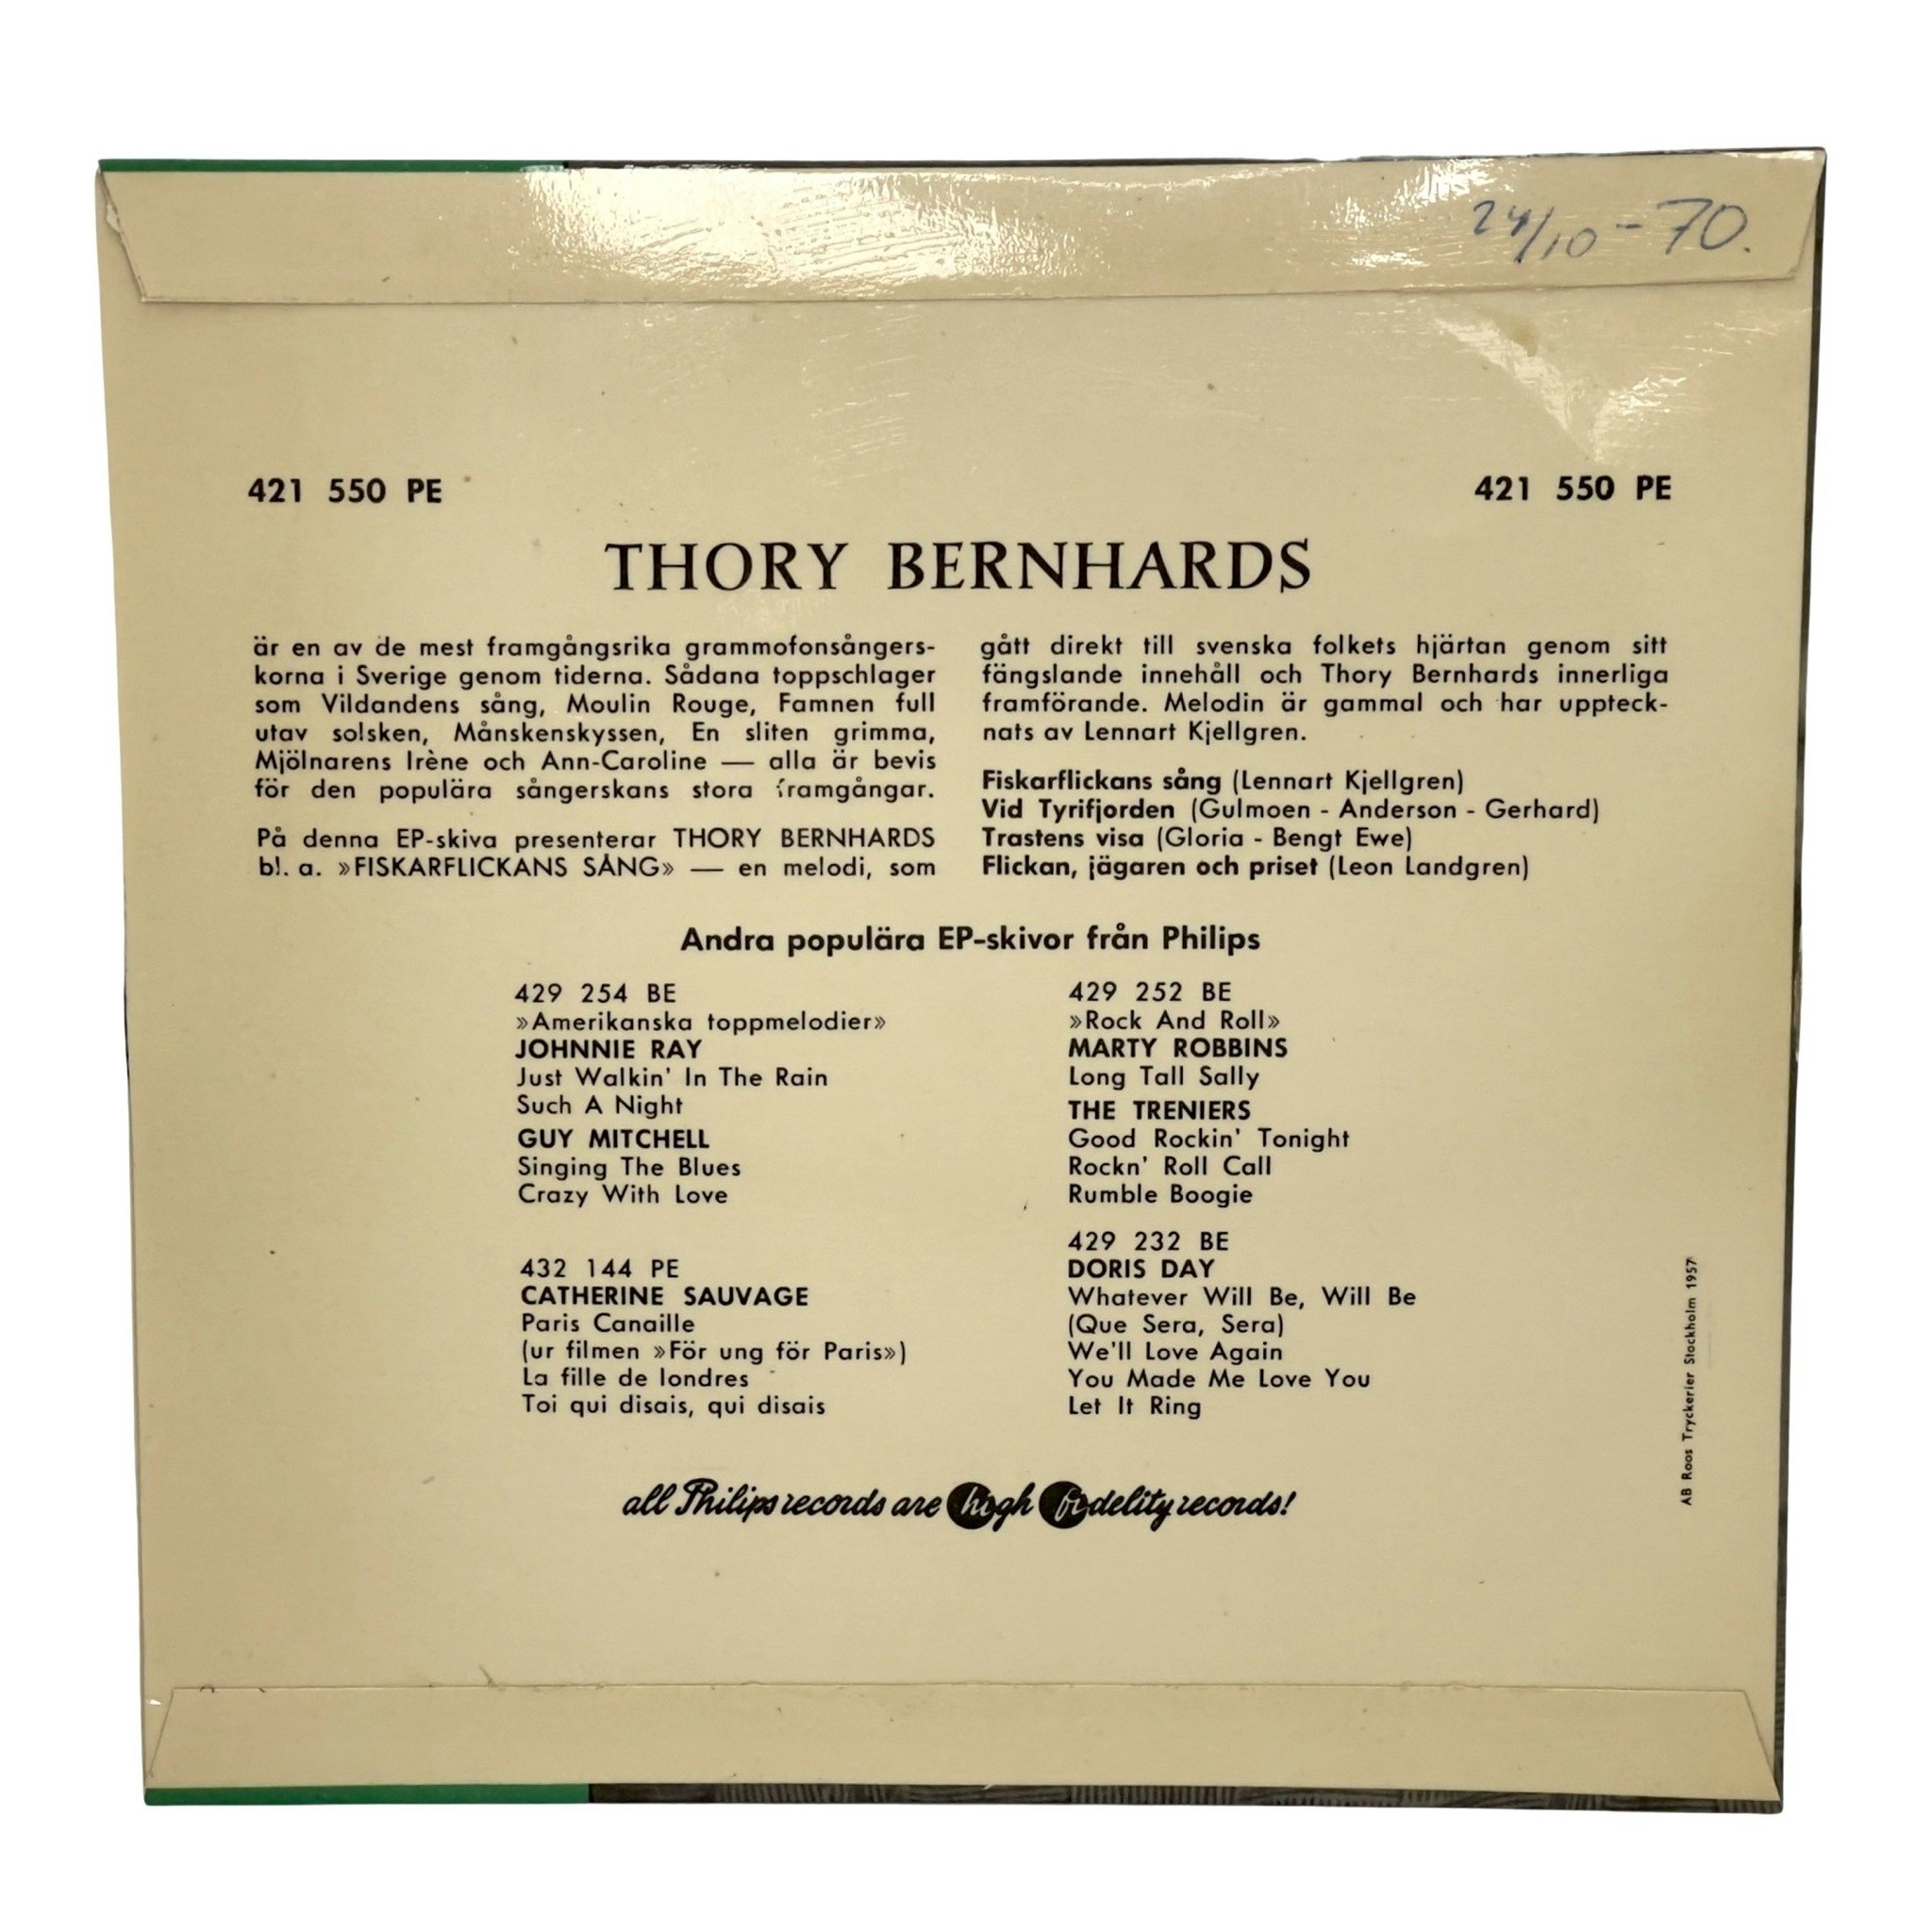 24/10 - 70.
421 550 PE
421 550 PE
THORY BERNHARDS
är en av de mest framgångsrika grammofonsångers-
korna i Sverige genom tiderna. Sådana toppschlager
som Vildandens sång, Moulin Rouge, Famnen full
utav solsken, Månskenskyssen, En sliten grimma,
Mjölnarens Irène och Ann-Caroline — alla är bevis
för den populära sångerskans stora framgångar.
På denna EP-skiva presenterar THORY BERNHARDS
bl. a. »FISKARFLICKANS SÅNG» — en melodi, som
gått direkt till svenska folkets hjärtan genom sitt
fängslande innehåll och Thory Bernhards innerliga
framförande. Melodin är gammal och har uppteck-
nats av Lennart Kjellgren.
Fiskarflickans sång (Lennart Kjellgren)
Vid Tyrifjorden (Gulmoen - Anderson - Gerhard)
Trastens visa (Gloria - Bengt Ewe)
Flickan, jägaren och priset (Leon Landgren)
Andra populära EP-skivor från Philips
429 254 BE
»Amerikanska toppmelodier»
JOHNNIE RAY
Just Walkin' In The Rain
Such A Night
GUY MITCHELL
Singing The Blues
Crazy With Love
432 144 PE
CATHERINE SAUVAGE
Paris Canaille
(ur filmen »För ung för Paris»)
La fille de londres
Toi qui disais, qui disais
429 252 BE
»Rock And Roll»
MARTY ROBBINS
Long Tall Sally
THE TRENIERS
Good Rockin' Tonight
Rockn' Roll Call
Rumble Boogie
429 232 BE
DORIS DAY
Whatever Will Be, Will Be
(Que Sera, Sera)
We'll Love Again
You Made Me Love You
Let It Ring
all Philips records are high fidelity records!
AB Roos Tryckerier Stockholm 1957